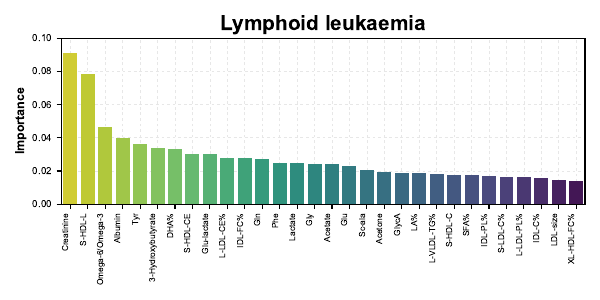 Lymphoid leukaemia
Importance
0.10
0.08
0.06
0.04
0.02
0.00
Creatinine
S-HDL-L
Omega-6/Omega-3
Albumin
Tyr
3-Hydroxybutyrate
DHA%
S-HDL-CE
Glu-lactate
L-LDL-CE%
IDL-FC%
Gln
Phe
Lactate
Gly
Acetate
Glu
Acetone
GlycA
LA%
L-VLDL-TG%
S-HDL-C
SFA%
IDL-PL%
S-LDL-C%
L-LDL-PL%
IDL-C%
LDL-size
XL-HDL-FC%